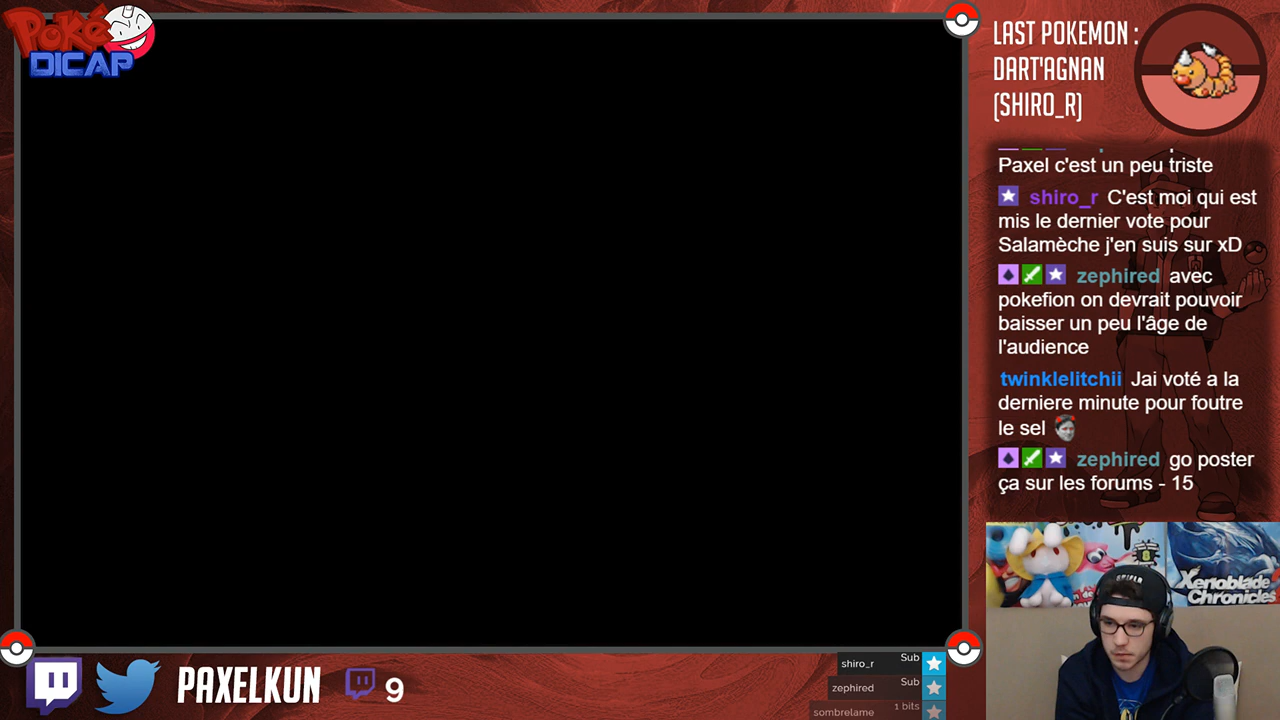 Poké
DICAP
LAST POKEMON :
DART'AGNAN
(SHIRO_R)
Paxel c'est un peu triste
shiro_r C'est moi qui est
mis le dernier vote pour
Salamèche j'en suis sur xD
zephired avec
pokefion on devrait pouvoir
baisser un peu l'âge de
l'audience
twinklelitchii Jai voté a la
derniere minute pour foutre
le sel
zephired go poster
ça sur les forums - 15
Xenoblade
Chronicles
PAXELKUN 9
shiro_r Sub
zephired Sub
sombrelame 1 bits